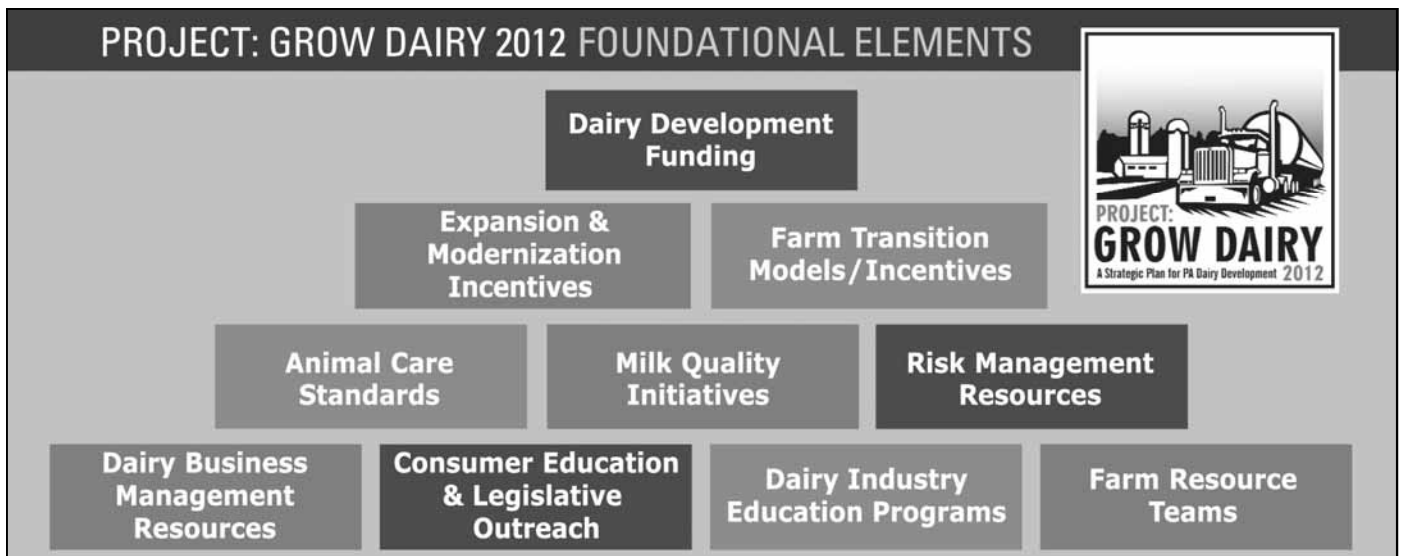 PROJECT: GROW DAIRY 2012 FOUNDATIONAL ELEMENTS
PROJECT:
GROW DAIRY
A Strategic Plan for PA Dairy Development 2012
Dairy Development
Funding
Expansion &
Modernization
Incentives
Farm Transition
Models/Incentives
Animal Care
Standards
Milk Quality
Initiatives
Risk Management
Resources
Dairy Business
Management
Resources
Consumer Education
& Legislative
Outreach
Dairy Industry
Education Programs
Farm Resource
Teams